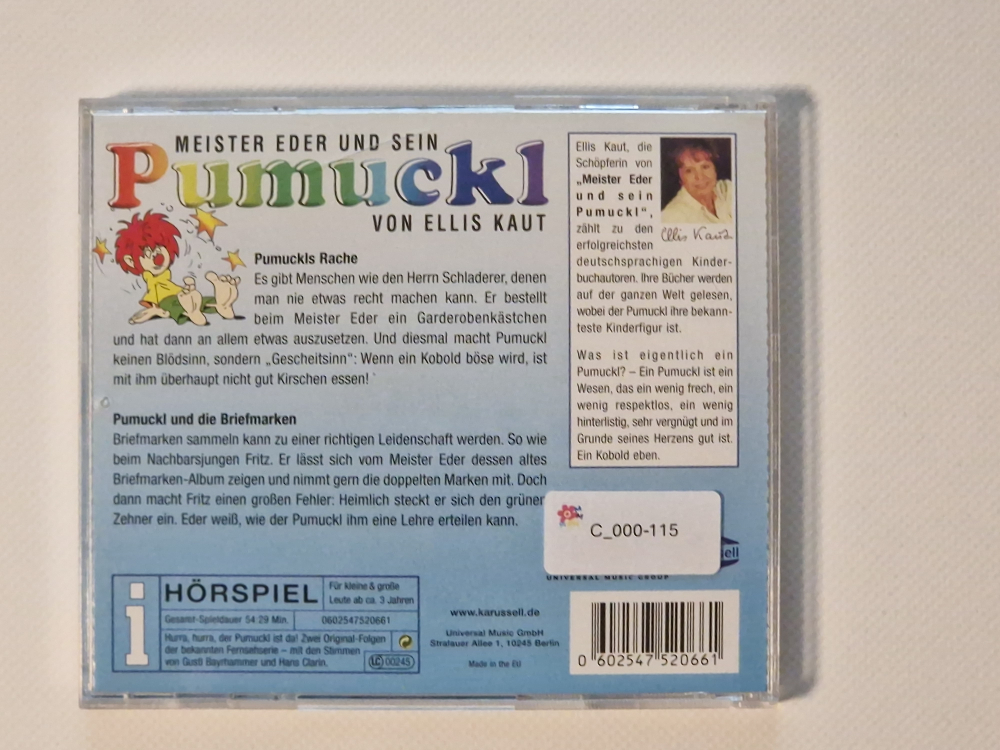 MEISTER EDER UND SEIN
Pumuckl
VON ELLIS KAUT
Pumuckls Rache
Es gibt Menschen wie den Herrn Schladerer, denen
man nie etwas recht machen kann. Er bestellt
beim Meister Eder ein Garderobenkästchen
und hat dann an allem etwas auszusetzen. Und diesmal macht Pumuckl
keinen Blödsinn, sondern „Gescheitsinn“: Wenn ein Kobold böse wird, ist
mit ihm überhaupt nicht gut Kirschen essen!
Pumuckl und die Briefmarken
Briefmarken sammeln kann zu einer richtigen Leidenschaft werden. So wie
beim Nachbarsjungen Fritz. Er lässt sich vom Meister Eder dessen altes
Briefmarken-Album zeigen und nimmt gern die doppelten Marken mit. Doch
dann macht Fritz einen großen Fehler: Heimlich steckt er sich den grünen
Zehner ein. Eder weiß, wie der Pumuckl ihm eine Lehre erteilen kann.
Ellis Kaut, die
Schöpferin von
„Meister Eder
und sein
Pumuckl“,
zählt zu den
erfolgreichsten
Ellis Kaut
deutschsprachigen Kinder-
buchautoren. Ihre Bücher werden
auf der ganzen Welt gelesen,
wobei der Pumuckl ihre bekann-
teste Kinderfigur ist.
Was ist eigentlich ein
Pumuckl? – Ein Pumuckl ist ein
Wesen, das ein wenig frech, ein
wenig respektlos, ein wenig
hinterlistig, sehr vergnügt und im
Grunde seines Herzens gut ist.
Ein Kobold eben.
C_000-115
ell
UNIVERSAL MUSIC GROUP
i
HÖRSPIEL
Für kleine & große
Leute ab ca. 3 Jahren
Gesamt-Spieldauer 54:29 Min.
0602547520661
Hurra, hurra, der Pumuckl ist da! Zwei Original-Folgen
der bekannten Fernsehserie – mit den Stimmen
von Gustl Bayrhammer und Hans Clarin.
LC 00245
www.karussell.de
Universal Music GmbH
Stralauer Allee 1, 10245 Berlin
Made in the EU
0 602547 520661